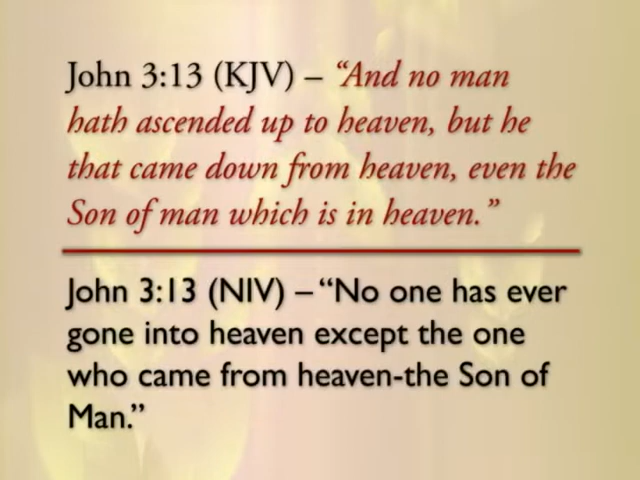 John 3:13 (KJV) – “And no man
hath ascended up to heaven, but he
that came down from heaven, even the
Son of man which is in heaven.”
John 3:13 (NIV) – “No one has ever
gone into heaven except the one
who came from heaven-the Son of
Man.”